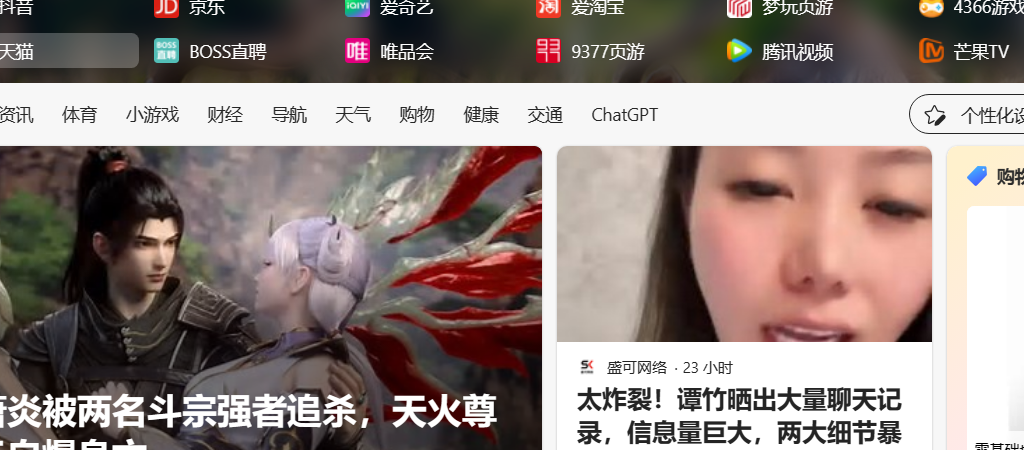 抖音
京东
爱奇艺
爱淘宝
梦玩页游
4366游戏
天猫
BOSS直聘
唯品会
9377页游
腾讯视频
芒果TV
资讯
体育
小游戏
财经
导航
天气
购物
健康
交通
ChatGPT
个性化设
购物
盛可网络 · 23 小时
太炸裂！谭竹晒出大量聊天记
录，信息量巨大，两大细节暴
萧炎被两名斗宗强者追杀，天火尊